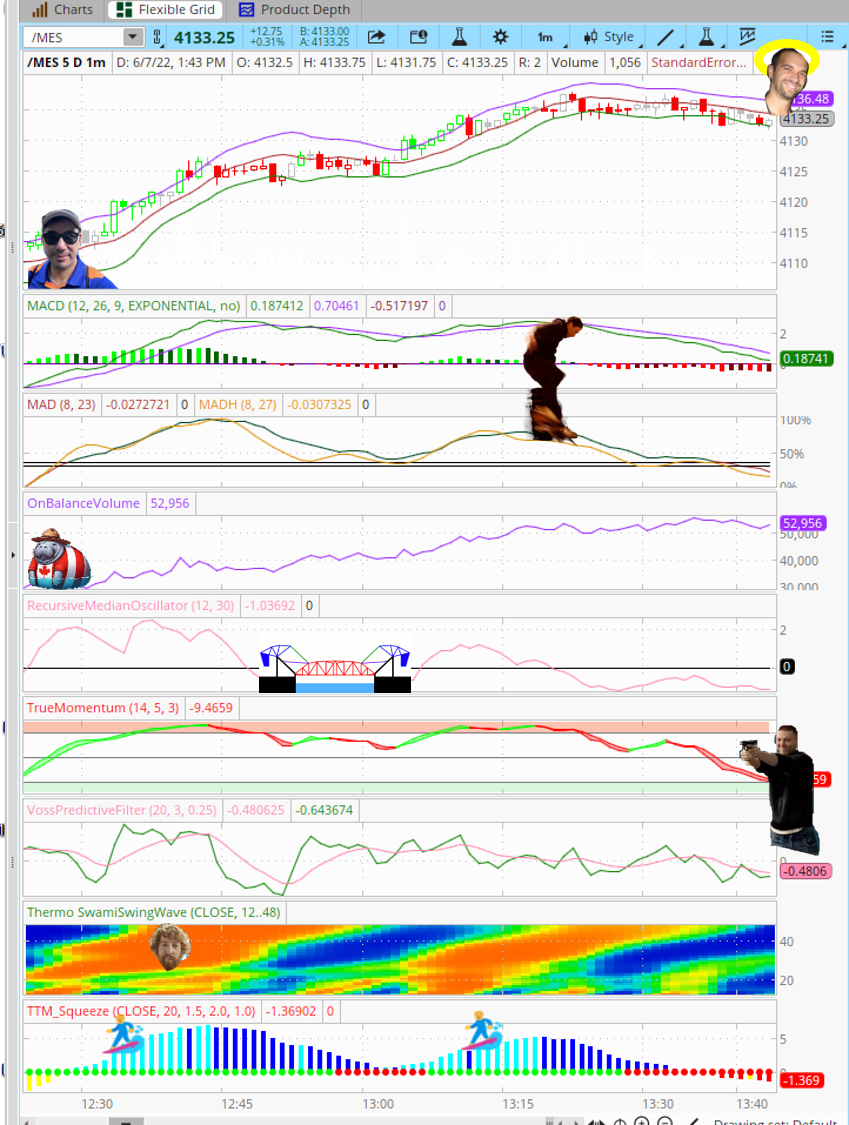 Charts Flexible Grid Product Depth
/MES 4133.25 +12.75 +0.31% B: 4133.00 A: 4133.25 1m Style
/MES 5 D 1m D: 6/7/22, 1:43 PM O: 4132.5 H: 4133.75 L: 4131.75 C: 4133.25 R: 2 Volume 1,056 StandardError...
36.48
4133.25
4130
4125
4120
4115
4110
MACD (12, 26, 9, EXPONENTIAL, no) 0.187412 0.70461 -0.517197 0
2
0.18741
MAD (8, 23) -0.0272721 0 MADH (8, 27) -0.0307325 0
100%
50%
0%
OnBalanceVolume 52,956
52,956
50,000
40,000
30,000
RecursiveMedianOscillator (12, 30) -1.03692 0
2
0
TrueMomentum (14, 5, 3) -9.4659
59
VossPredictiveFilter (20, 3, 0.25) -0.480625 -0.643674
0
-0.4806
Thermo SwamiSwingWave (CLOSE, 12..48)
40
20
TTM_Squeeze (CLOSE, 20, 1.5, 2.0, 1.0) -1.36902 0
5
0
-1.369
12:30 12:45 13:00 13:15 13:30 13:40
Drawing set: Default